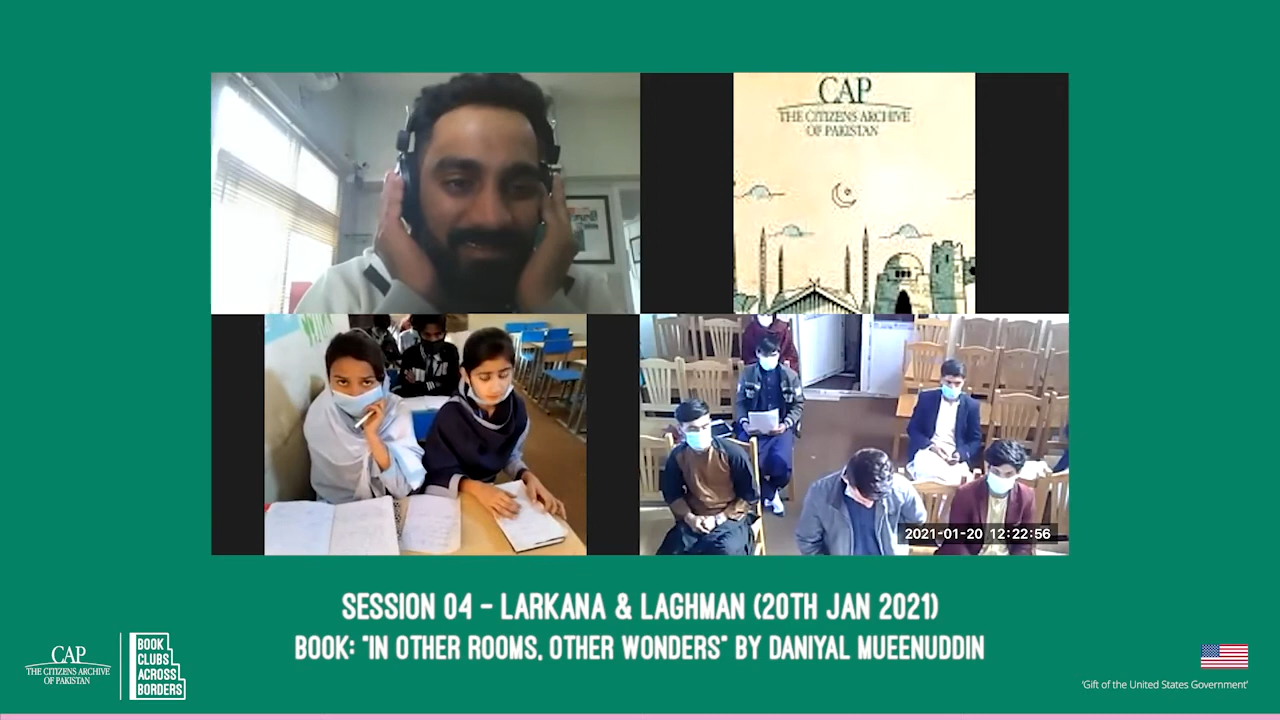 CAP
THE CITIZENS ARCHIVE
OF PAKISTAN
2021-01-20 12:22:56
SESSION 04 - LARKANA & LAGHMAN (20TH JAN 2021)
BOOK: "IN OTHER ROOMS, OTHER WONDERS" BY DANIYAL MUEENUDDIN
CAP
THE CITIZENS ARCHIVE
OF PAKISTAN
BOOK
CLUBS
ACROSS
BORDERS
'Gift of the United States Government'